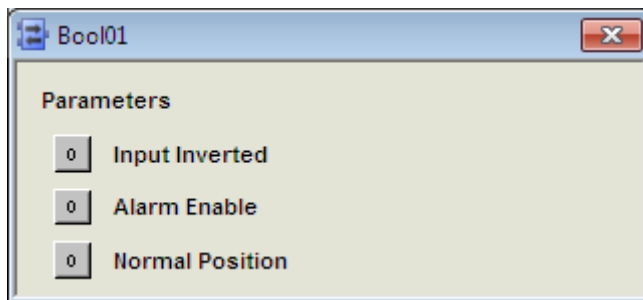 Bool01
Parameters
0 Input Inverted
0 Alarm Enable
0 Normal Position